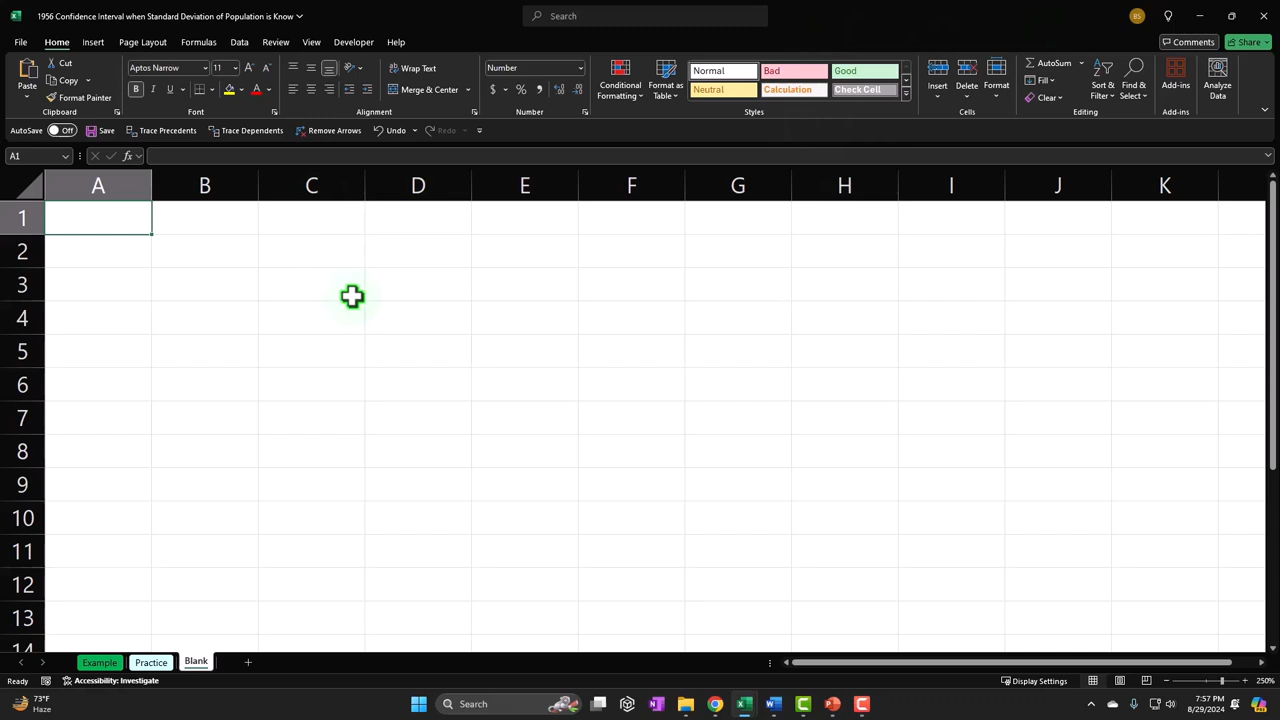 1956 Confidence Interval when Standard Deviation of Population is Know
Search
BS
File Home Insert Page Layout Formulas Data Review View Developer Help
Comments Share
Paste
Cut
Copy
Format Painter
Clipboard
Aptos Narrow 11
B I U
Font
Wrap Text
Merge & Center
Alignment
Number
$ % 9
Number
Conditional Formatting
Format as Table
Normal Bad Good
Neutral Calculation Check Cell
Styles
Insert Delete Format
Cells
AutoSum
Fill
Clear
Sort & Filter
Find & Select
Editing
Add-ins
Add-ins
Analyze Data
AutoSave Off Save Trace Precedents Trace Dependents Remove Arrows Undo Redo
A1 fx
A B C D E F G H I J K
1
2
3
4
5
6
7
8
9
10
11
12
13
14
Example Practice Blank
Ready Accessibility: Investigate Display Settings 250%
73°F
Haze
Search
7:57 PM
8/29/2024